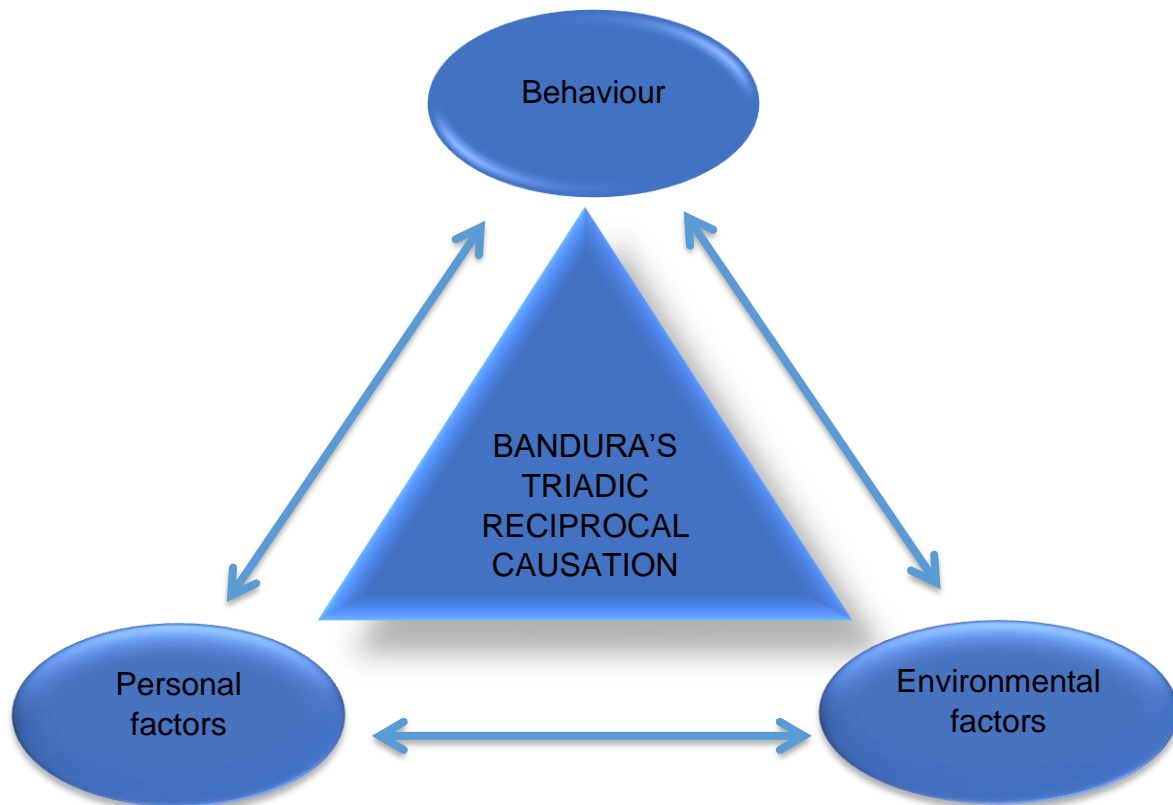 Behaviour
BANDURA’S
TRIADIC
RECIPROCAL
CAUSATION
Personal
factors
Environmental
factors